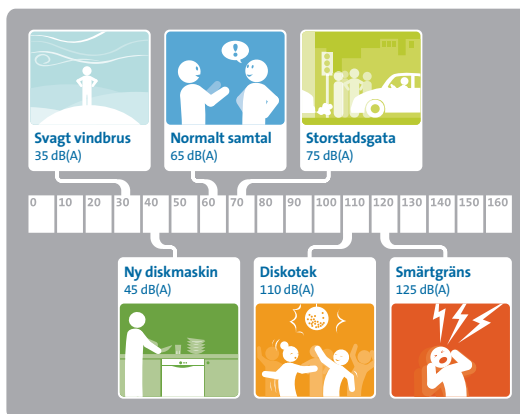 Svagt vindbrus
35 dB(A)
Normalt samtal
65 dB(A)
Storstadsgata
75 dB(A)
0 10 20 30 40 50 60 70 80 90 100 110 120 130 140 150 160
Ny diskmaskin
45 dB(A)
Diskotek
110 dB(A)
Smärtgräns
125 dB(A)